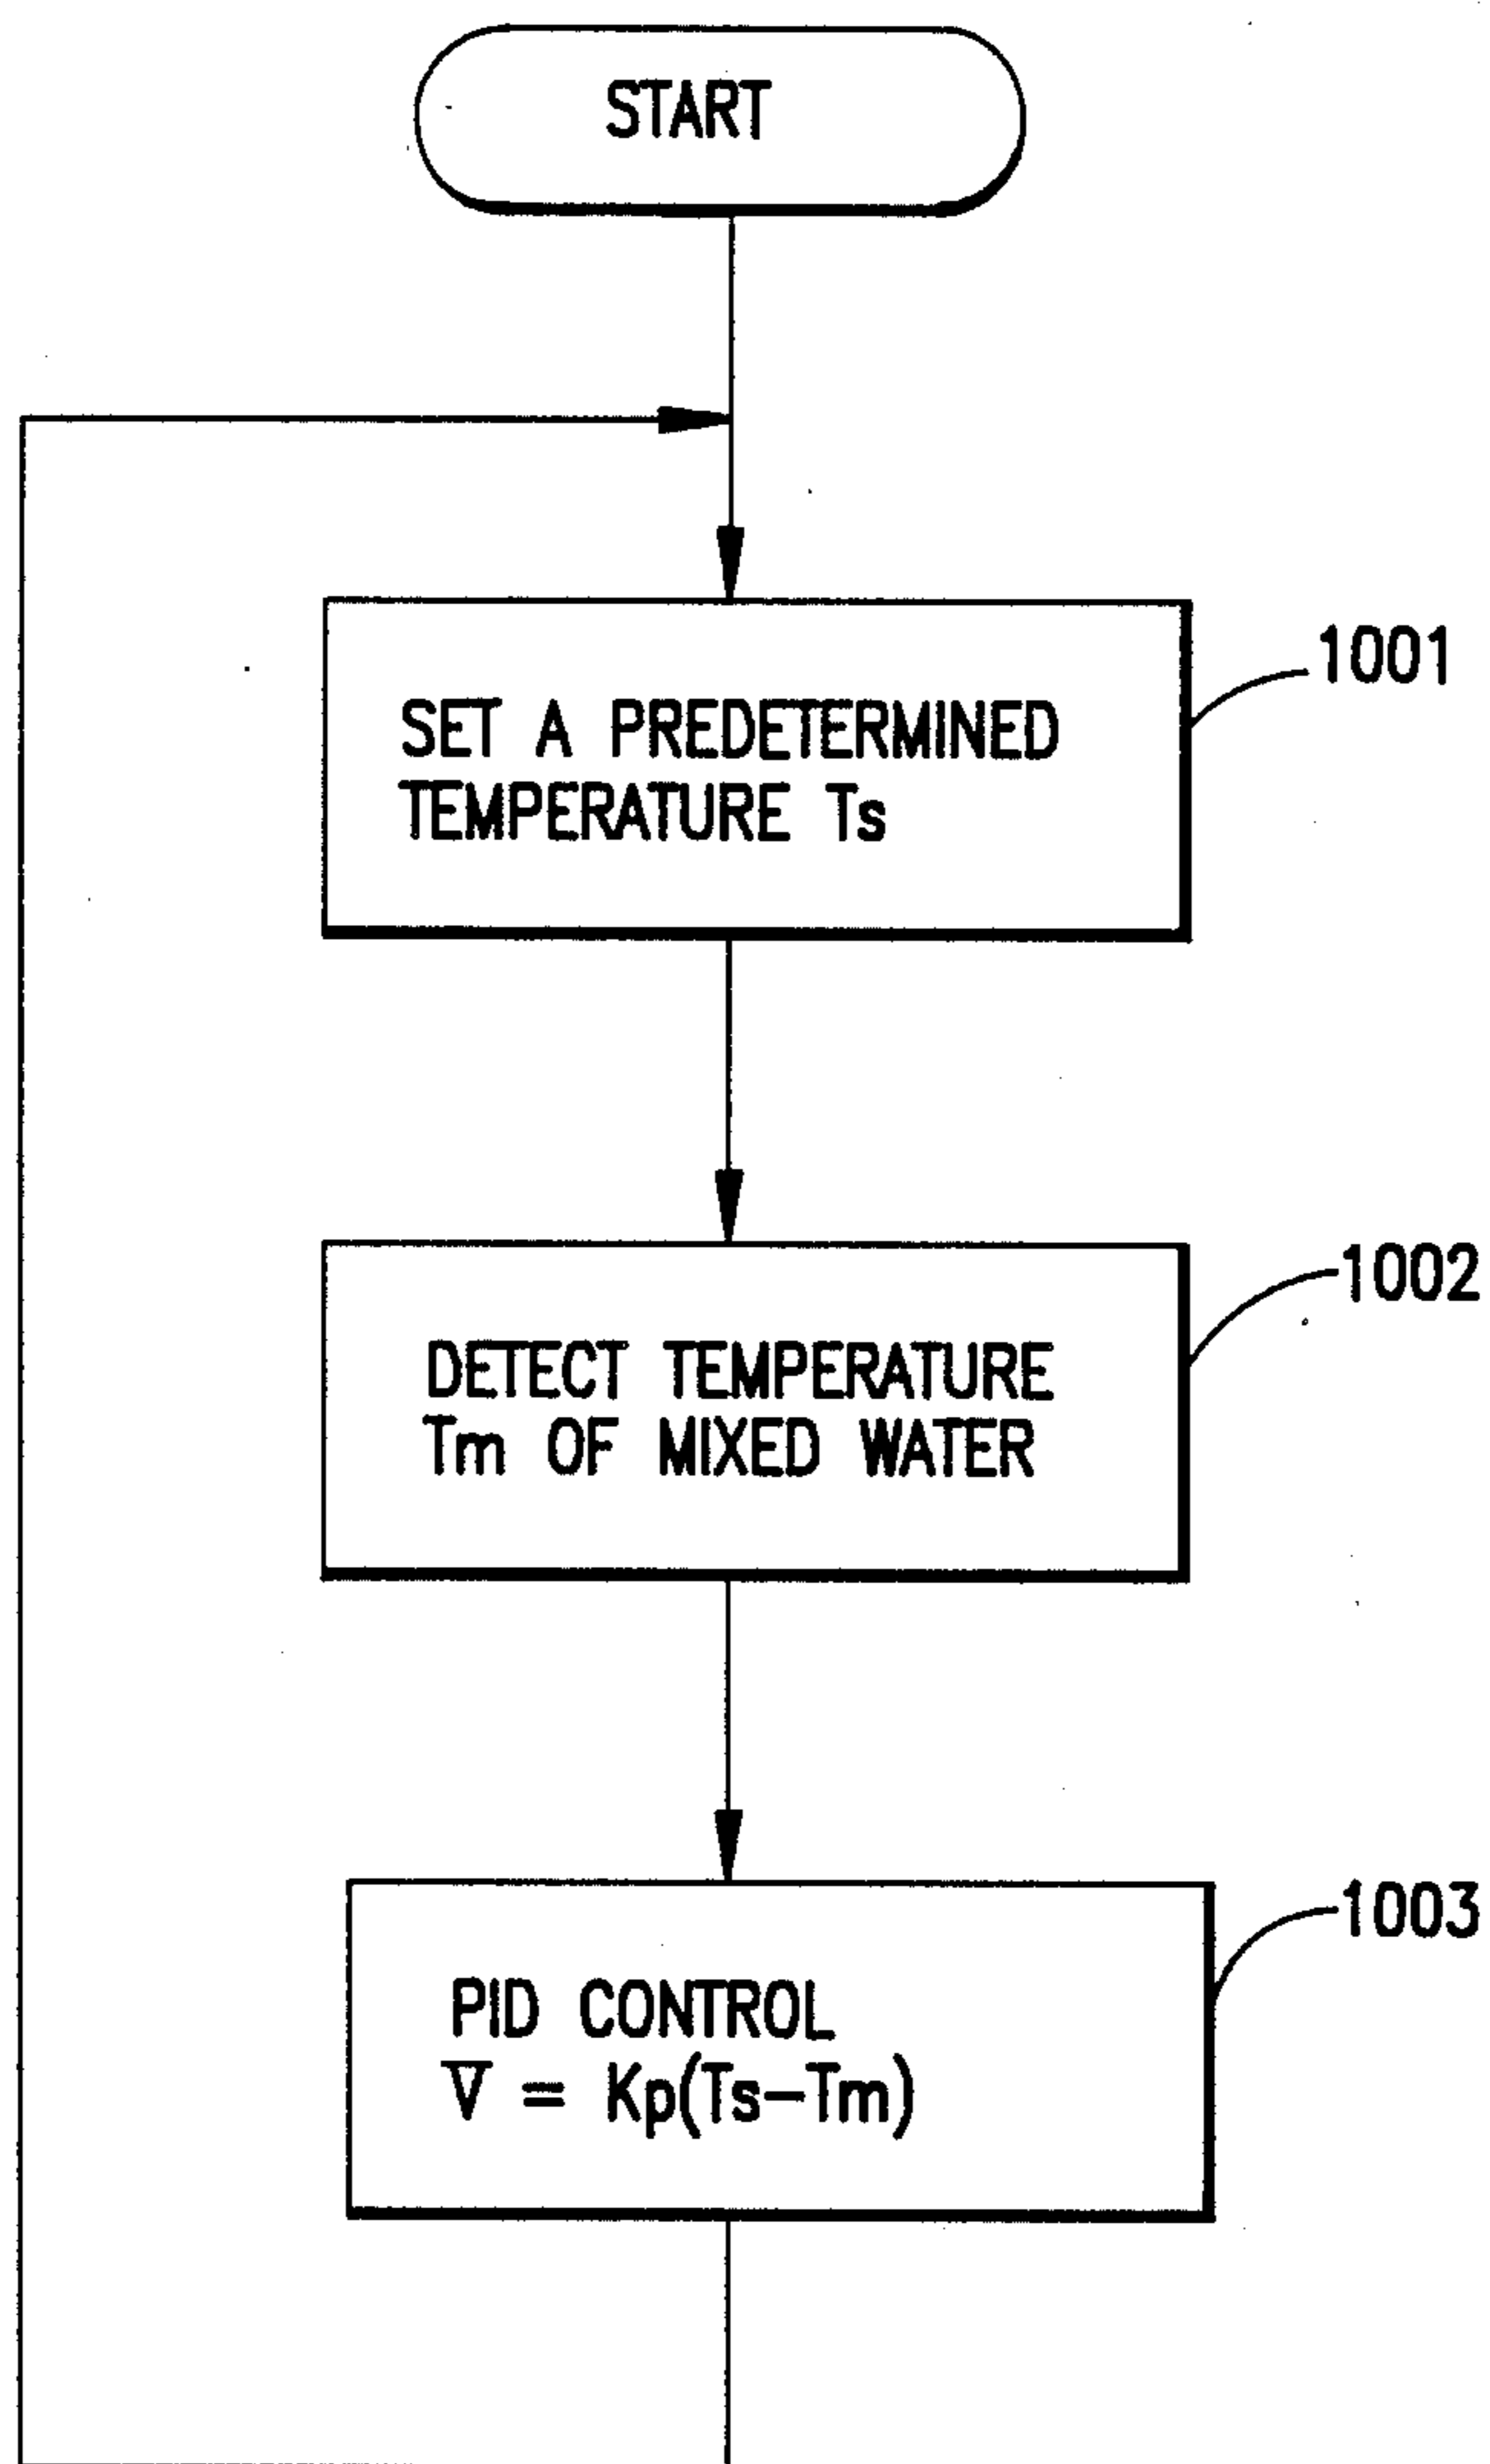 START
1001
SET A PREDETERMINED
TEMPERATURE Ts
1002
DETECT TEMPERATURE
Tm OF MIXED WATER
1003
PID CONTROL
V = Kp(Ts-Tm)